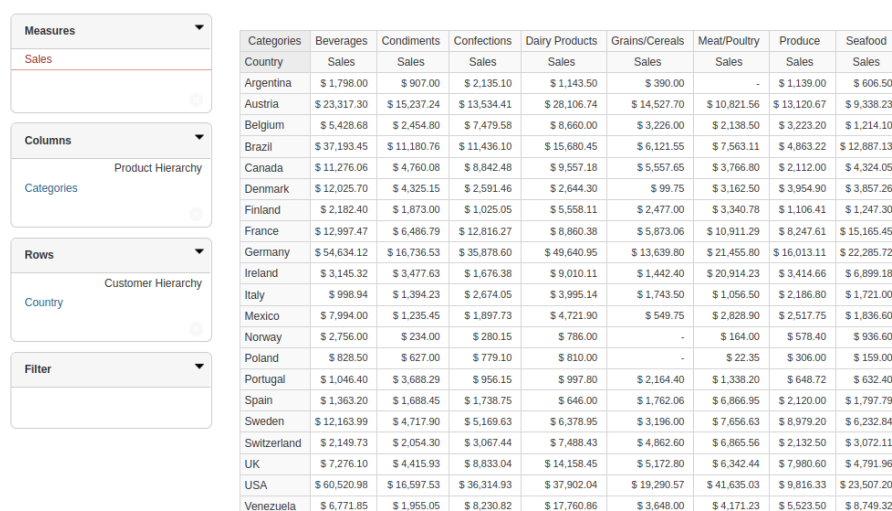 Measures
Sales
Columns
Product Hierarchy
Categories
Rows
Customer Hierarchy
Country
Filter
Categories Beverages Condiments Confections Dairy Products Grains/Cereals Meat/Poultry Produce Seafood
Country Sales Sales Sales Sales Sales Sales Sales Sales
Argentina $ 1,798.00 $ 907.00 $ 2,135.10 $ 1,143.50 $ 390.00 - $ 1,139.00 $ 606.50
Austria $ 23,317.30 $ 15,237.24 $ 13,534.41 $ 28,106.74 $ 14,527.70 $ 10,821.56 $ 13,120.67 $ 9,338.23
Belgium $ 5,428.68 $ 2,454.80 $ 7,479.58 $ 8,660.00 $ 3,226.00 $ 2,138.50 $ 3,223.20 $ 1,214.10
Brazil $ 37,193.45 $ 11,180.76 $ 11,436.10 $ 15,680.45 $ 6,121.55 $ 7,563.11 $ 4,863.22 $ 12,887.13
Canada $ 11,276.06 $ 4,760.08 $ 8,842.48 $ 9,557.18 $ 5,557.65 $ 3,766.80 $ 2,112.00 $ 4,324.05
Denmark $ 12,025.70 $ 4,325.15 $ 2,591.46 $ 2,644.30 $ 99.75 $ 3,162.50 $ 3,954.90 $ 3,857.26
Finland $ 2,182.40 $ 1,873.00 $ 1,025.05 $ 5,558.11 $ 2,477.00 $ 3,340.78 $ 1,106.41 $ 1,247.30
France $ 12,997.47 $ 6,486.79 $ 12,816.27 $ 8,860.38 $ 5,873.06 $ 10,911.29 $ 8,247.61 $ 15,165.45
Germany $ 54,634.12 $ 16,736.53 $ 35,878.60 $ 49,640.95 $ 13,639.80 $ 21,455.80 $ 16,013.11 $ 22,285.72
Ireland $ 3,145.32 $ 3,477.63 $ 1,676.38 $ 9,010.11 $ 1,442.40 $ 20,914.23 $ 3,414.66 $ 6,899.18
Italy $ 998.94 $ 1,394.23 $ 2,674.05 $ 3,995.14 $ 1,743.50 $ 1,056.50 $ 2,186.80 $ 1,721.00
Mexico $ 7,994.00 $ 1,235.45 $ 1,897.73 $ 4,721.90 $ 549.75 $ 2,828.90 $ 2,517.75 $ 1,836.60
Norway $ 2,756.00 $ 234.00 $ 280.15 $ 786.00 - $ 164.00 $ 578.40 $ 936.60
Poland $ 828.50 $ 627.00 $ 779.10 $ 810.00 - $ 22.35 $ 306.00 $ 159.00
Portugal $ 1,046.40 $ 3,688.29 $ 956.15 $ 997.80 $ 2,164.40 $ 1,338.20 $ 648.72 $ 632.40
Spain $ 1,363.20 $ 1,688.45 $ 1,738.75 $ 646.00 $ 1,762.06 $ 6,866.95 $ 2,120.00 $ 1,797.79
Sweden $ 12,163.99 $ 4,717.90 $ 5,169.63 $ 6,378.95 $ 3,196.00 $ 7,656.63 $ 8,979.20 $ 6,232.84
Switzerland $ 2,149.73 $ 2,054.30 $ 3,067.44 $ 7,488.43 $ 4,862.60 $ 6,865.56 $ 2,132.50 $ 3,072.11
UK $ 7,276.10 $ 4,415.93 $ 8,833.04 $ 14,158.45 $ 5,172.80 $ 6,342.44 $ 7,980.60 $ 4,791.96
USA $ 60,520.98 $ 16,597.53 $ 36,314.93 $ 37,902.04 $ 19,290.57 $ 41,635.03 $ 9,816.33 $ 23,507.20
Venezuela $ 6,771.85 $ 1,955.05 $ 8,230.82 $ 17,760.86 $ 3,648.00 $ 4,171.23 $ 5,523.50 $ 8,749.32